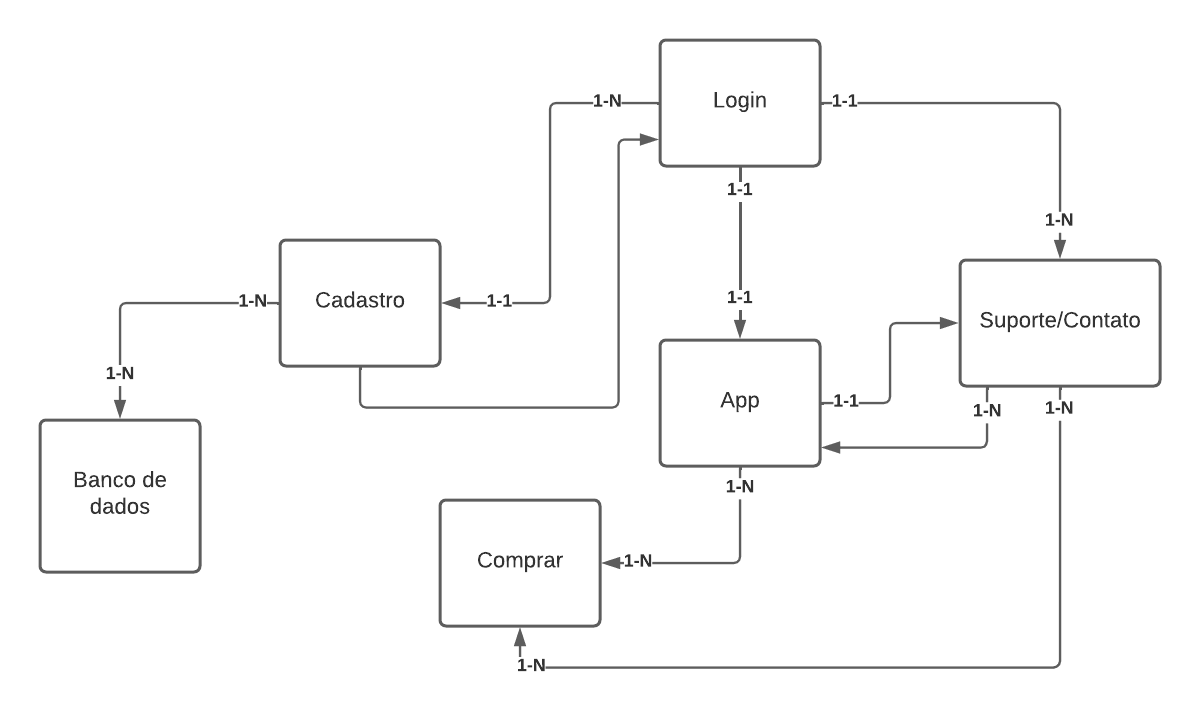 Login
1-N
1-1
1-1
1-N
Cadastro
1-N
1-1
1-1
Suporte/Contato
1-N
App
1-1
1-N
1-N
Banco de
dados
1-N
Comprar
1-N
1-N